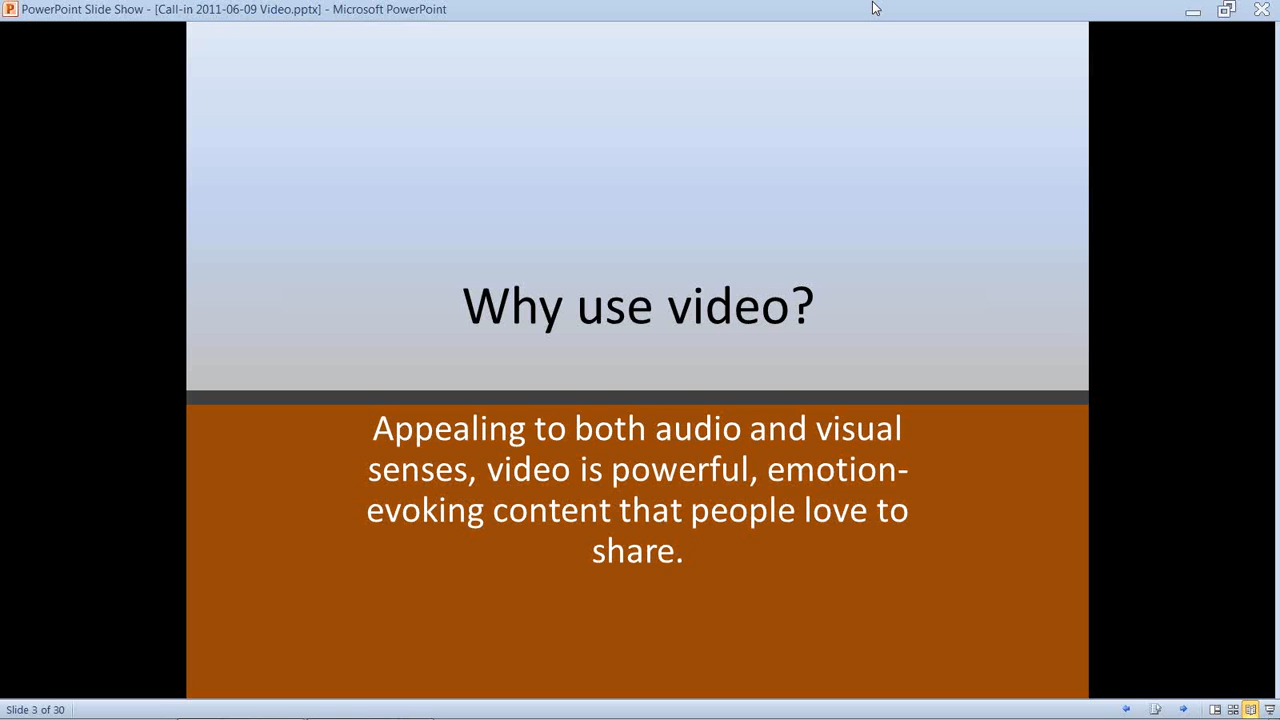 PowerPoint Slide Show - [Call-in 2011-06-09 Video.pptx] - Microsoft PowerPoint
Why use video?
Appealing to both audio and visual
senses, video is powerful, emotion-
evoking content that people love to
share.
Slide 3 of 30